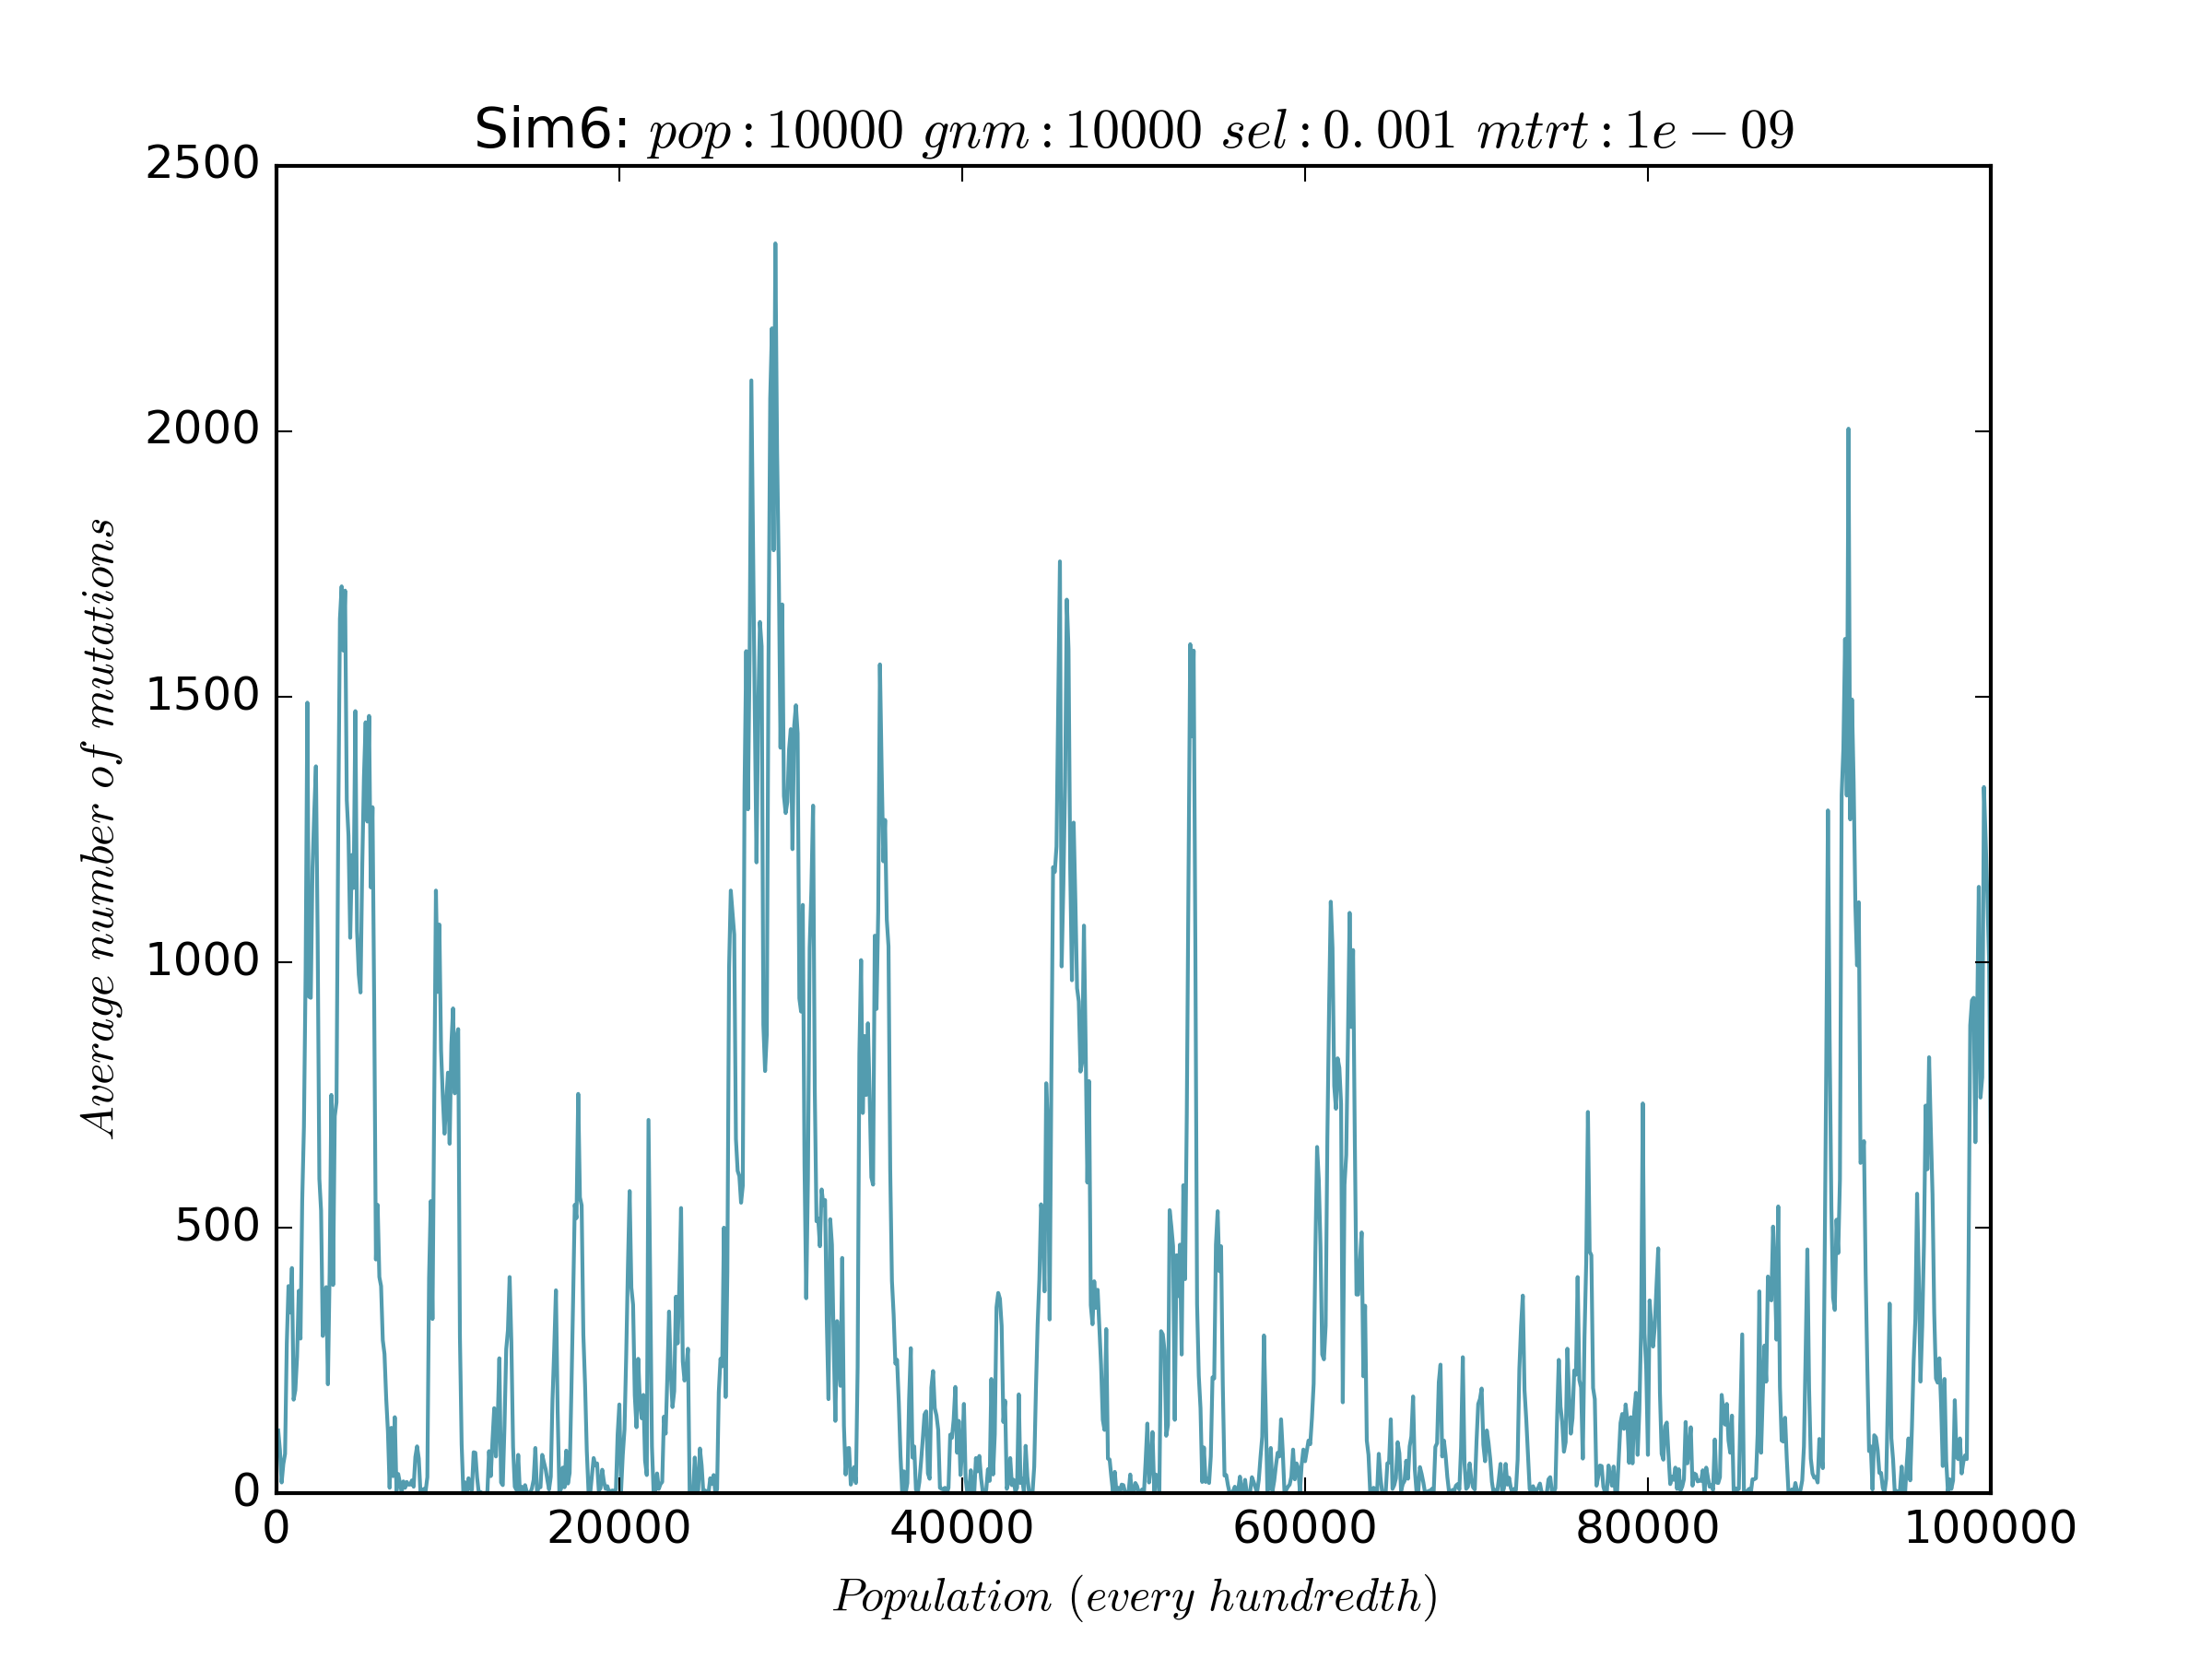 Sim6: pop : 10000 gnm : 10000 sel : 0.001 mtrt : 1e − 09
2500
2000
1500
1000
500
0
Average number of mutations
0 20000 40000 60000 80000 100000
Population (every hundredth)